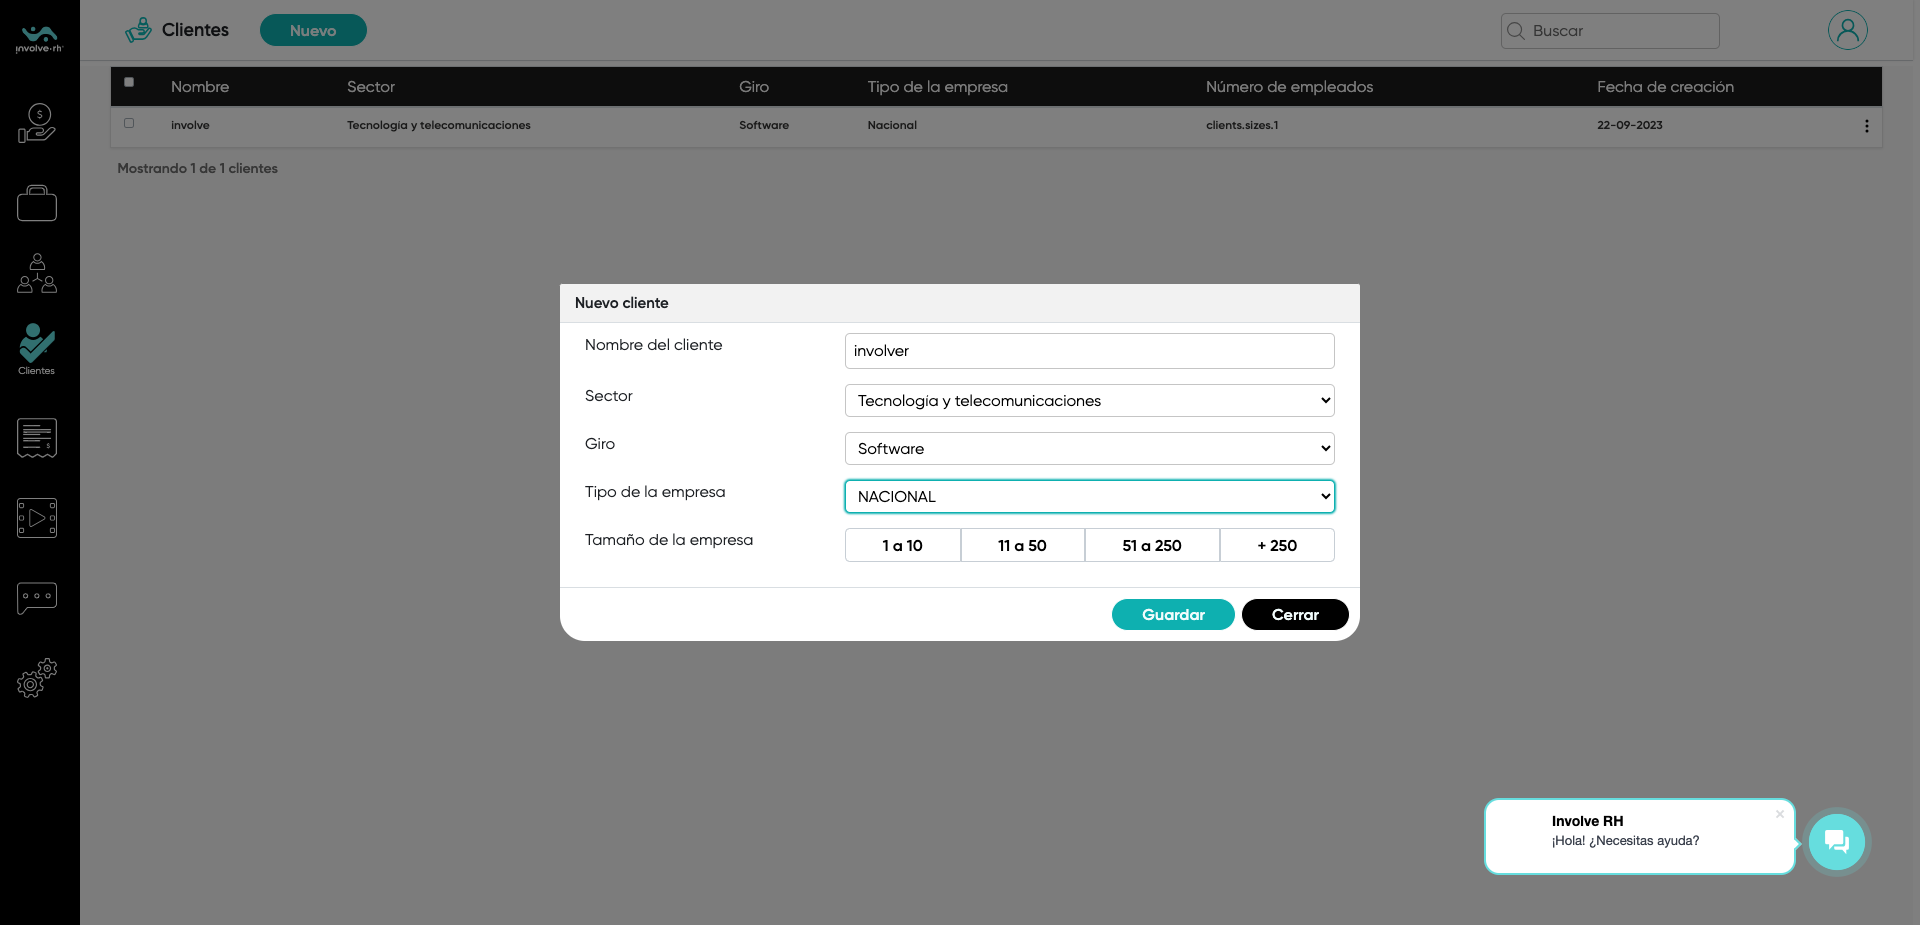 involve·rh
Clientes
Nuevo
Buscar
Nombre Sector Giro Tipo de la empresa Número de empleados Fecha de creación
involve Tecnología y telecomunicaciones Software Nacional clients.sizes.1 22-09-2023
Mostrando 1 de 1 clientes
$
Clientes
$
Nuevo cliente
Nombre del cliente involver
Sector Tecnología y telecomunicaciones
Giro Software
Tipo de la empresa NACIONAL
Tamaño de la empresa 1 a 10 11 a 50 51 a 250 + 250
Guardar Cerrar
Involve RH
¡Hola! ¿Necesitas ayuda?